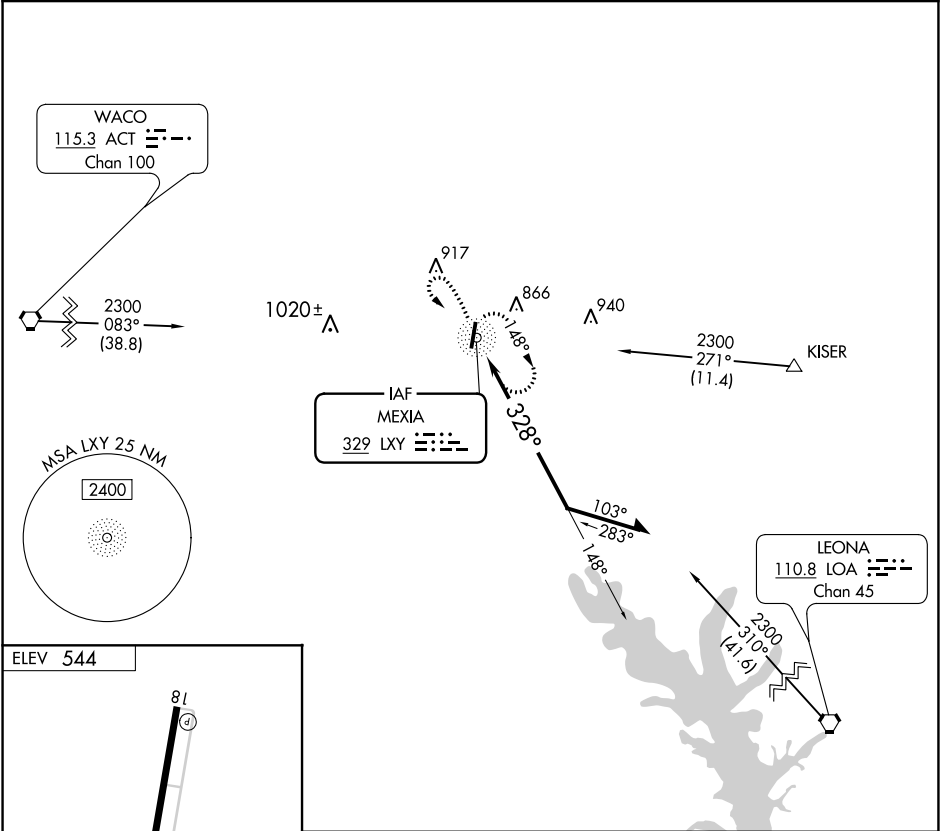 WACO
115.3 ACT
Chan 100
2300
083°
(38.8)
1020±
917
866
940
148°
2300
271°
(11.4)
KISER
IAF
MEXIA
329 LXY
328°
MSA LXY 25 NM
2400
103°
283°
148°
LEONA
110.8 LOA
Chan 45
2300
310°
(41.6)
ELEV 544
18
P